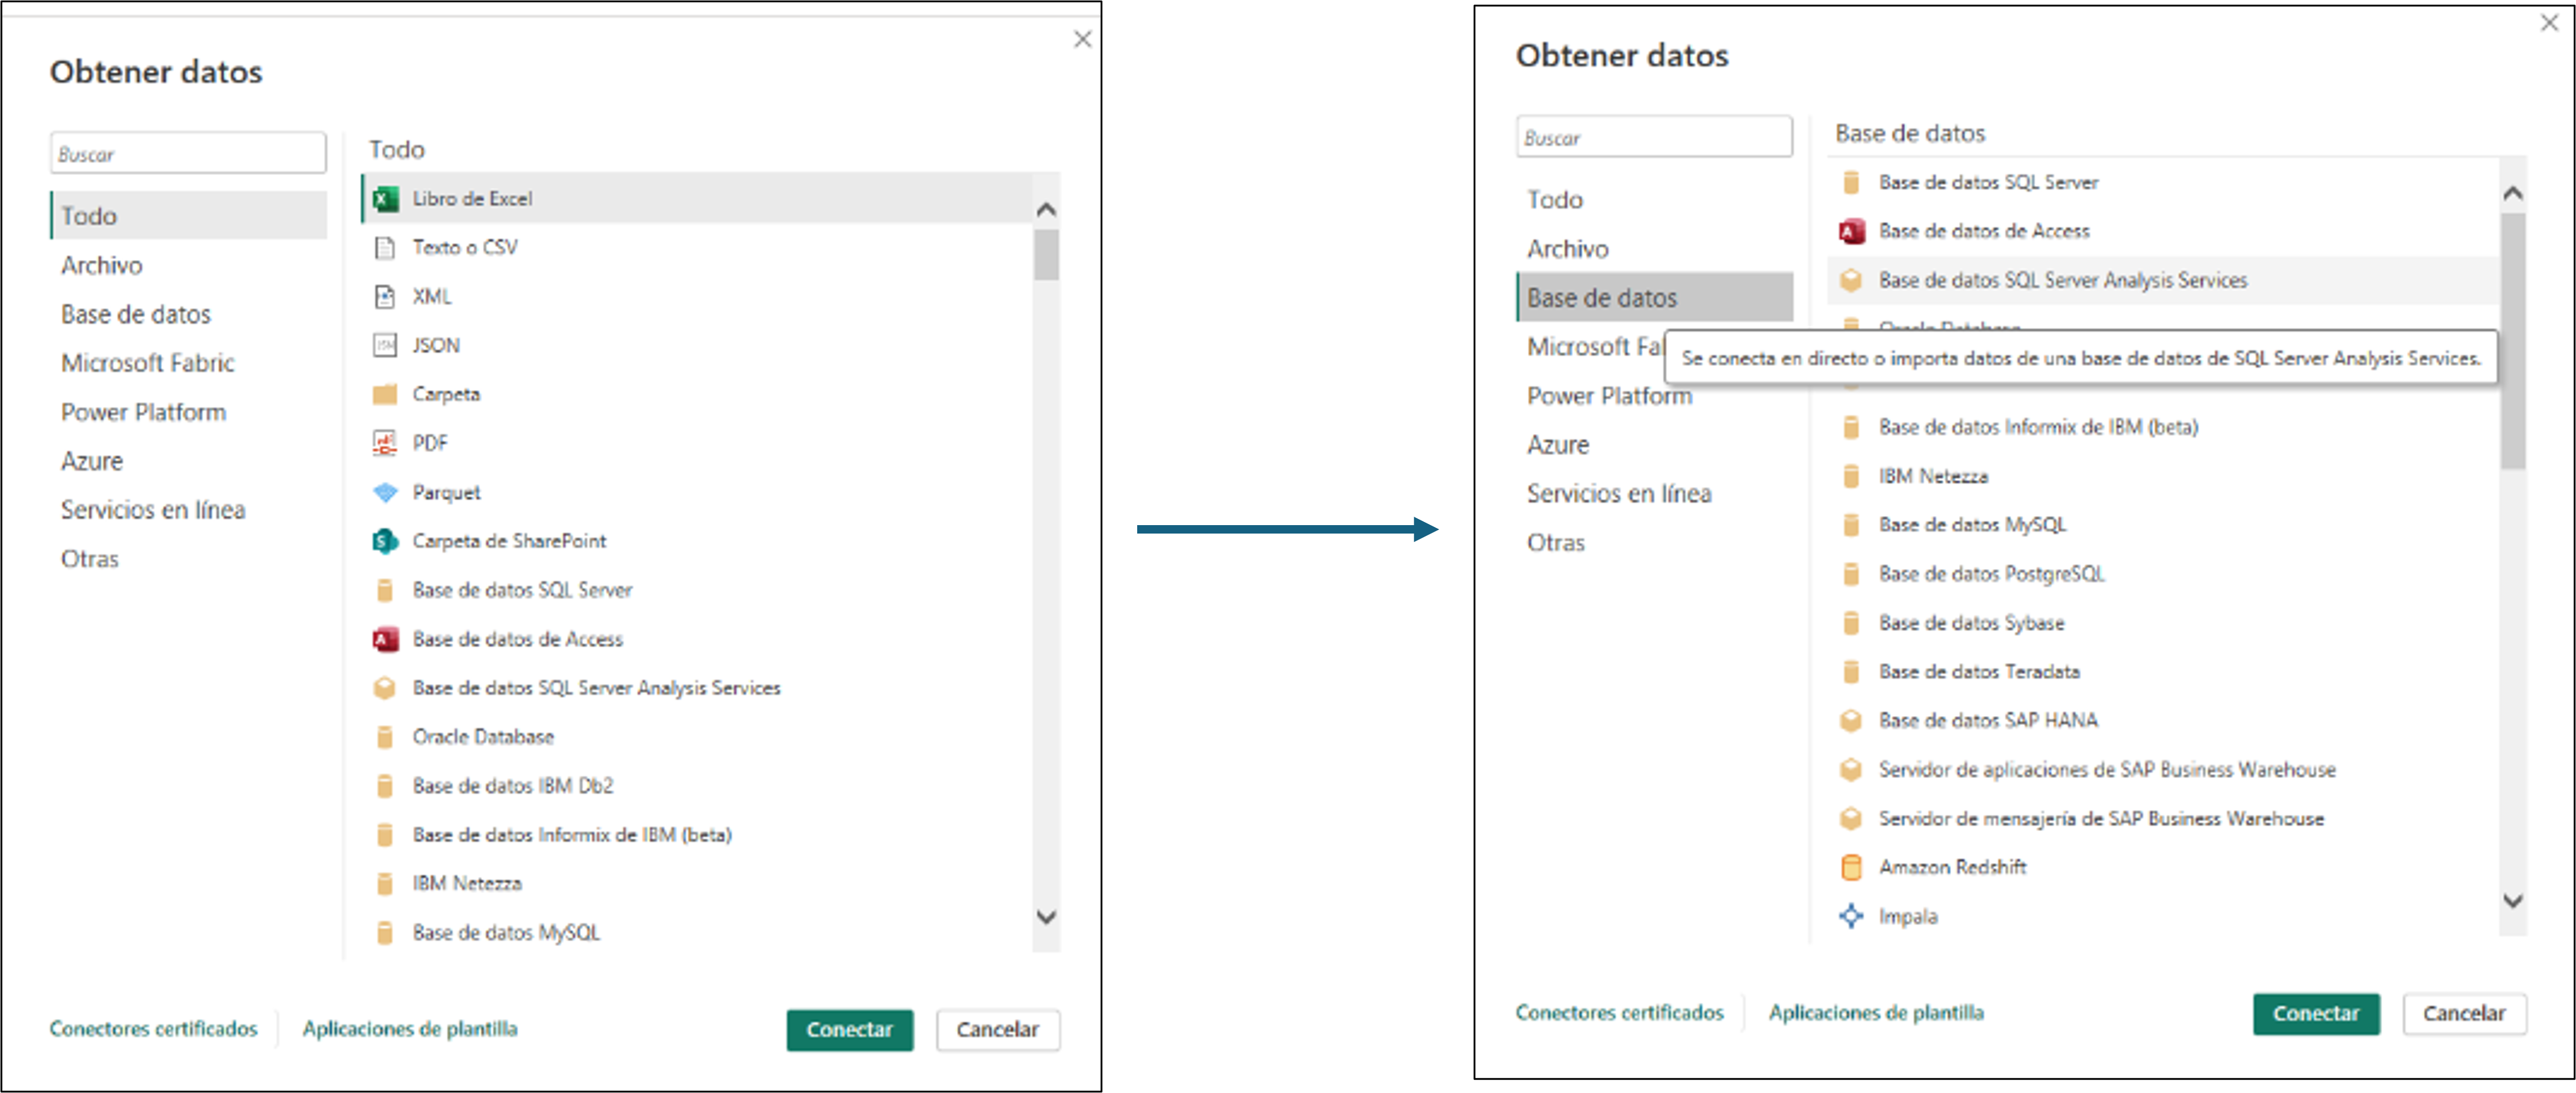 Obtener datos
Buscar
Todo
Archivo
Base de datos
Microsoft Fabric
Power Platform
Azure
Servicios en línea
Otras
Todo
Libro de Excel
Texto o CSV
XML
JSON
Carpeta
PDF
Parquet
Carpeta de SharePoint
Base de datos SQL Server
Base de datos de Access
Base de datos SQL Server Analysis Services
Oracle Database
Base de datos IBM Db2
Base de datos Informix de IBM (beta)
IBM Netezza
Base de datos MySQL
Conectores certificados
Aplicaciones de plantilla
Conectar
Cancelar
Obtener datos
Buscar
Todo
Archivo
Base de datos
Microsoft Fa
Power Platform
Azure
Servicios en línea
Otras
Base de datos
Base de datos SQL Server
Base de datos de Access
Base de datos SQL Server Analysis Services
Oracle Database
Se conecta en directo o importa datos de una base de datos de SQL Server Analysis Services.
Base de datos Informix de IBM (beta)
IBM Netezza
Base de datos MySQL
Base de datos PostgreSQL
Base de datos Sybase
Base de datos Teradata
Base de datos SAP HANA
Servidor de aplicaciones de SAP Business Warehouse
Servidor de mensajería de SAP Business Warehouse
Amazon Redshift
Impala
Conectores certificados
Aplicaciones de plantilla
Conectar
Cancelar